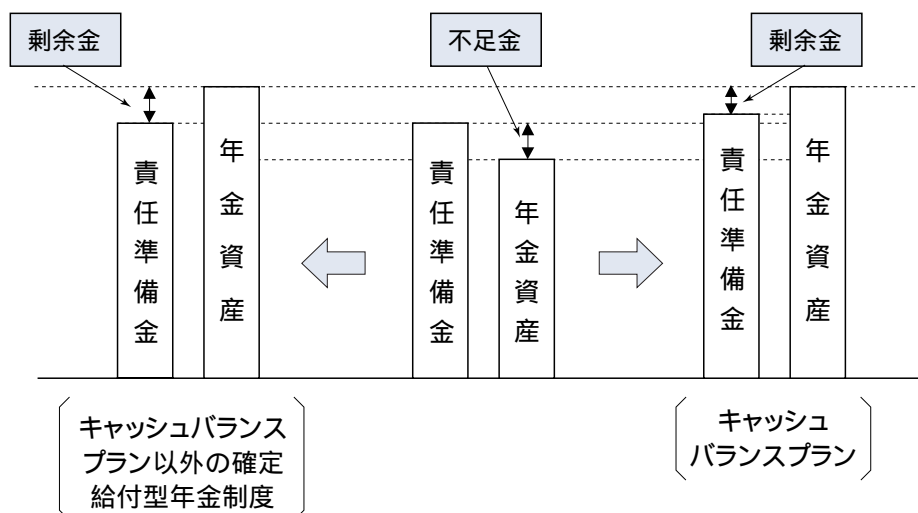 剰余金
不足金
剰余金
責任準備金
年金資産
責任準備金
年金資産
責任準備金
年金資産
キャッシュバランス
プラン以外の確定
給付型年金制度
キャッシュ
バランスプラン